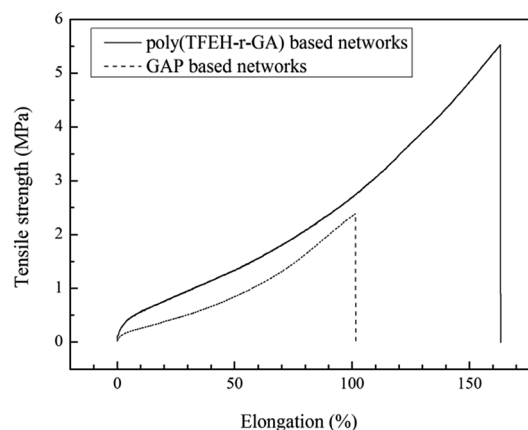 poly(TFEH-r-GA) based networks
GAP based networks
6
5
4
3
2
1
0
Tensile strength (MPa)
0 50 100 150
Elongation (%)